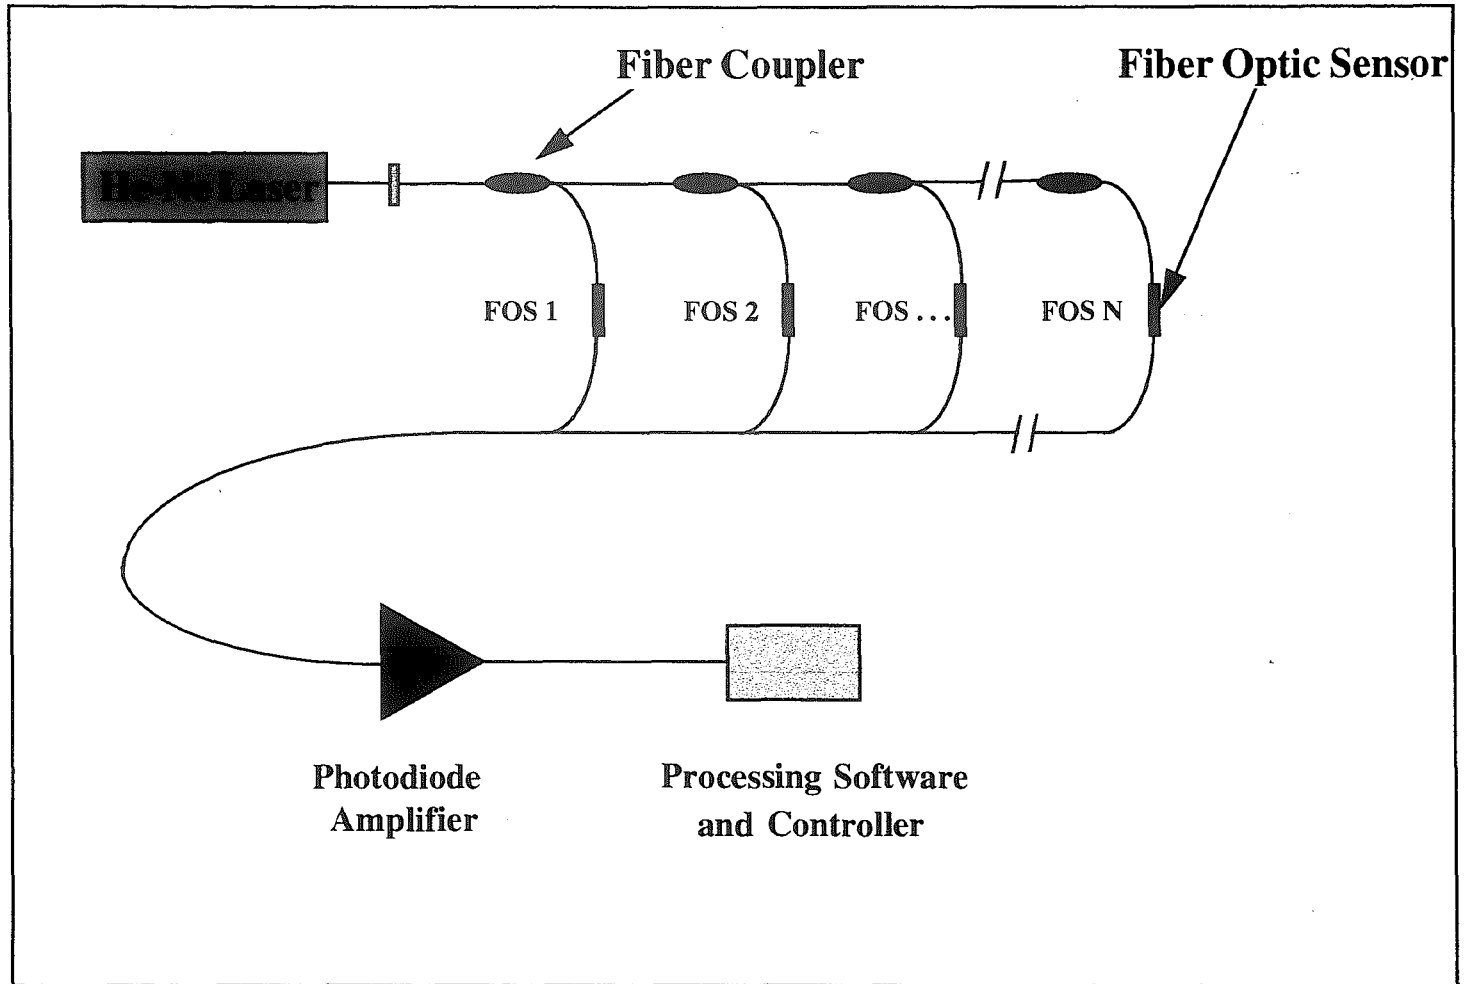 Fiber Coupler
Fiber Optic Sensor
He-Ne Laser
FOS 1
FOS 2
FOS ...
FOS N
Photodiode
Amplifier
Processing Software
and Controller